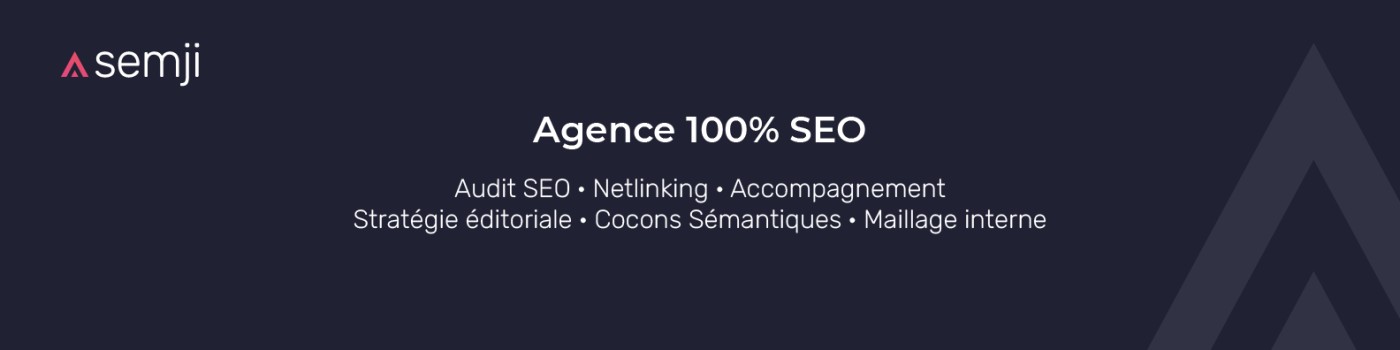 semji
Agence 100% SEO
Audit SEO • Netlinking • Accompagnement
Stratégie éditoriale • Cocons Sémantiques • Maillage interne